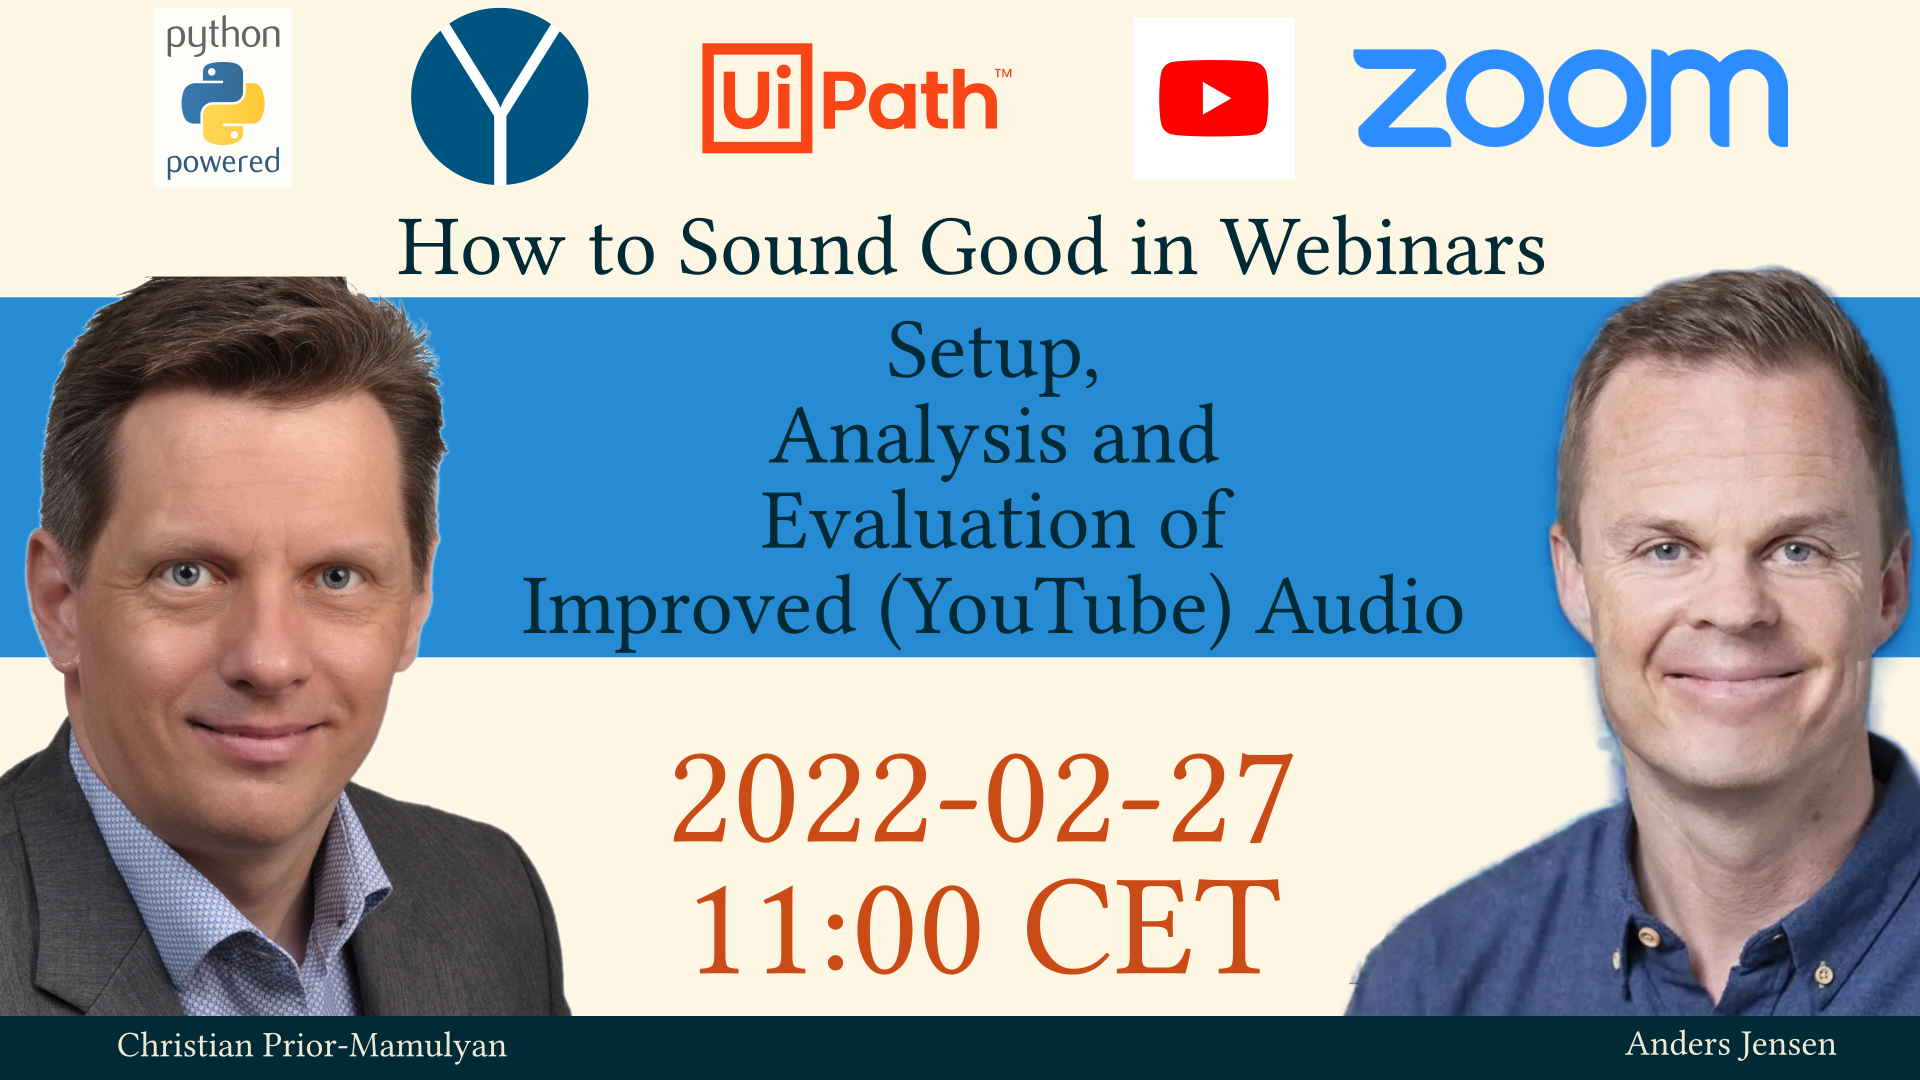 python
powered
Y
UiPath™
zoom
How to Sound Good in Webinars
Setup,
Analysis and
Evaluation of
Improved (YouTube) Audio
2022-02-27
11:00 CET
Christian Prior-Mamulyan
Anders Jensen